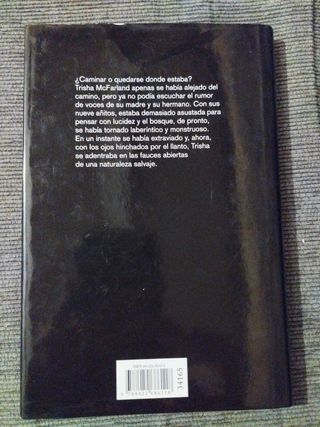 ¿Caminar o quedarse donde estaba?
Trisha McFarland apenas se había alejado del
camino, pero ya no podía escuchar el rumor
de voces de su madre y su hermano. Con sus
nueve añitos, estaba demasiado asustada para
pensar con lucidez y el bosque, de pronto,
se había tornado laberíntico y monstruoso.
En un instante se había extraviado y, ahora,
con los ojos hinchados por el llanto, Trisha
se adentraba en las fauces abiertas
de una naturaleza salvaje.
34165